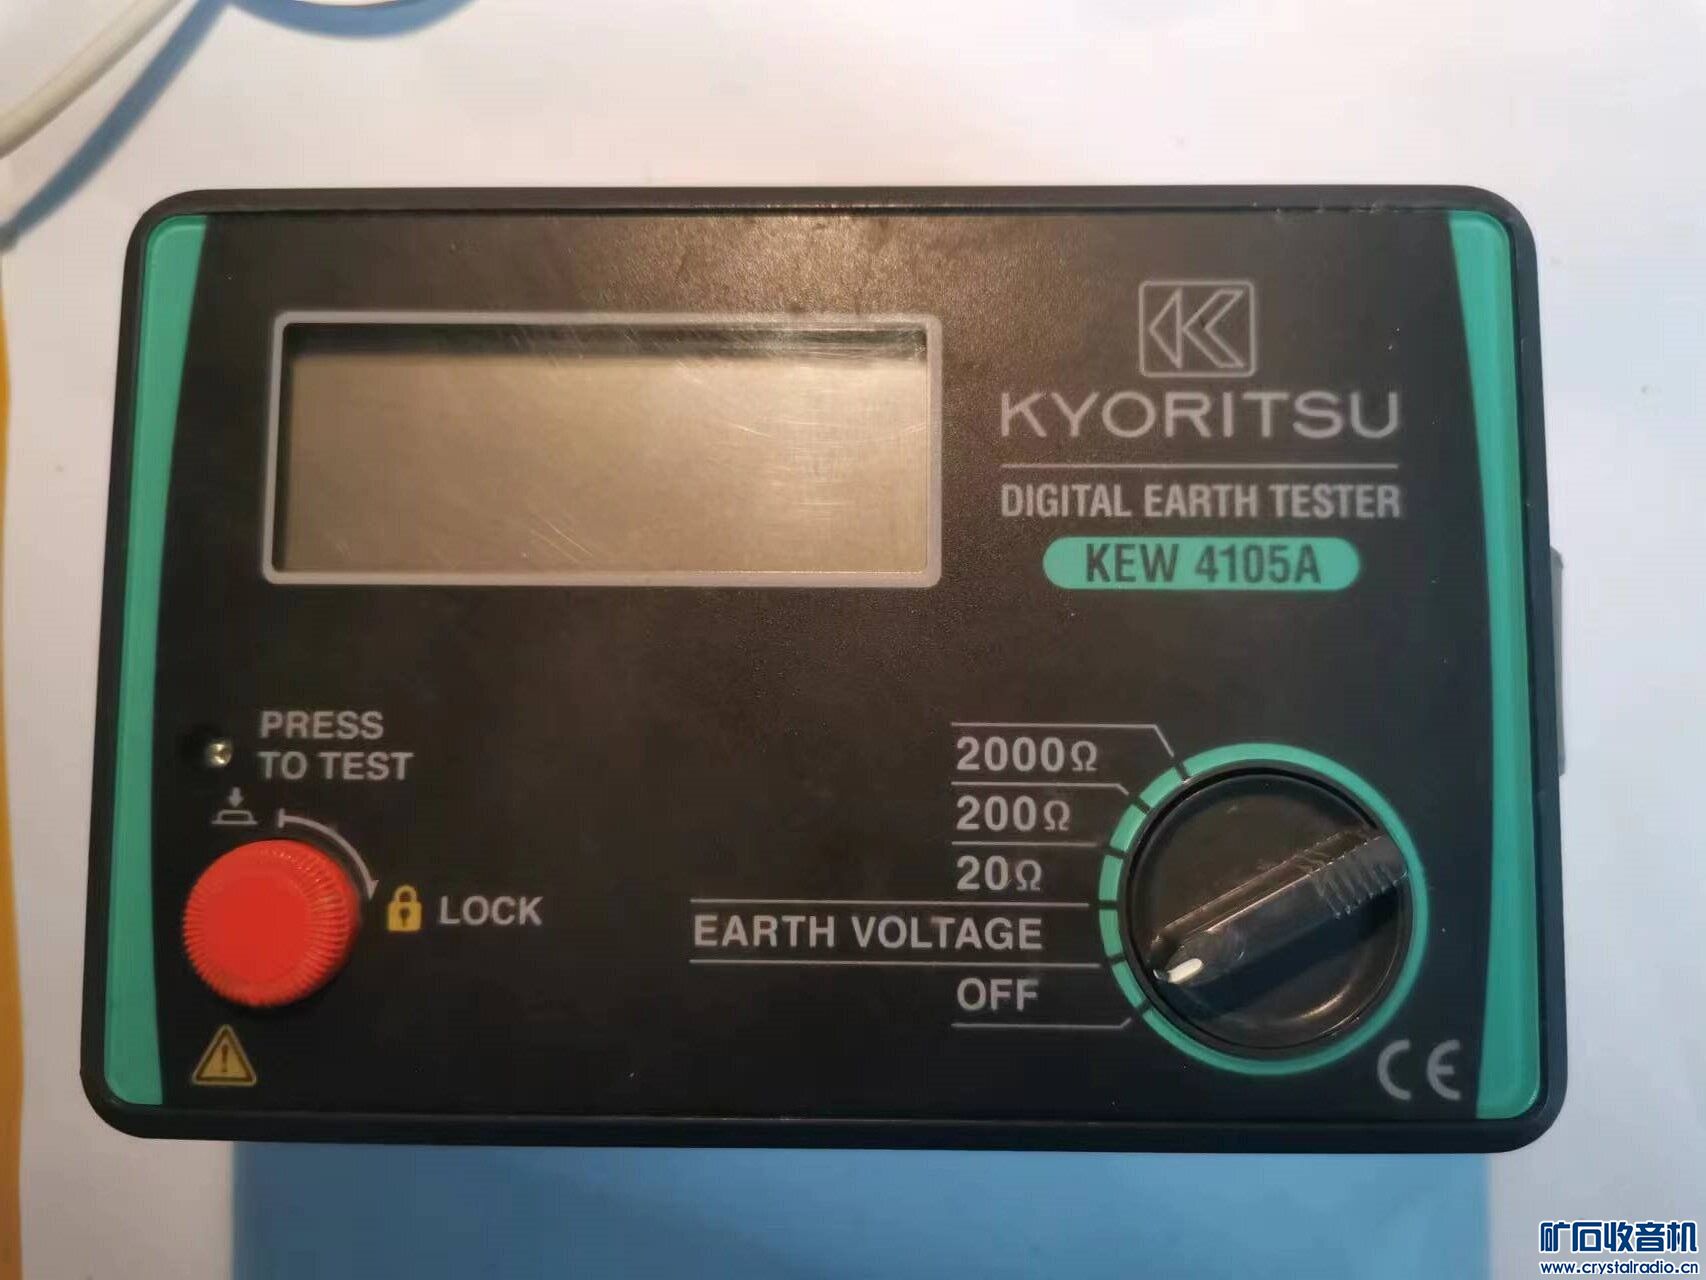 KYORITSU
DIGITAL EARTH TESTER
KEW 4105A
PRESS
TO TEST
LOCK
2000Ω
200Ω
20Ω
EARTH VOLTAGE
OFF
CE
矿石收音机
www.crystalradio.cn